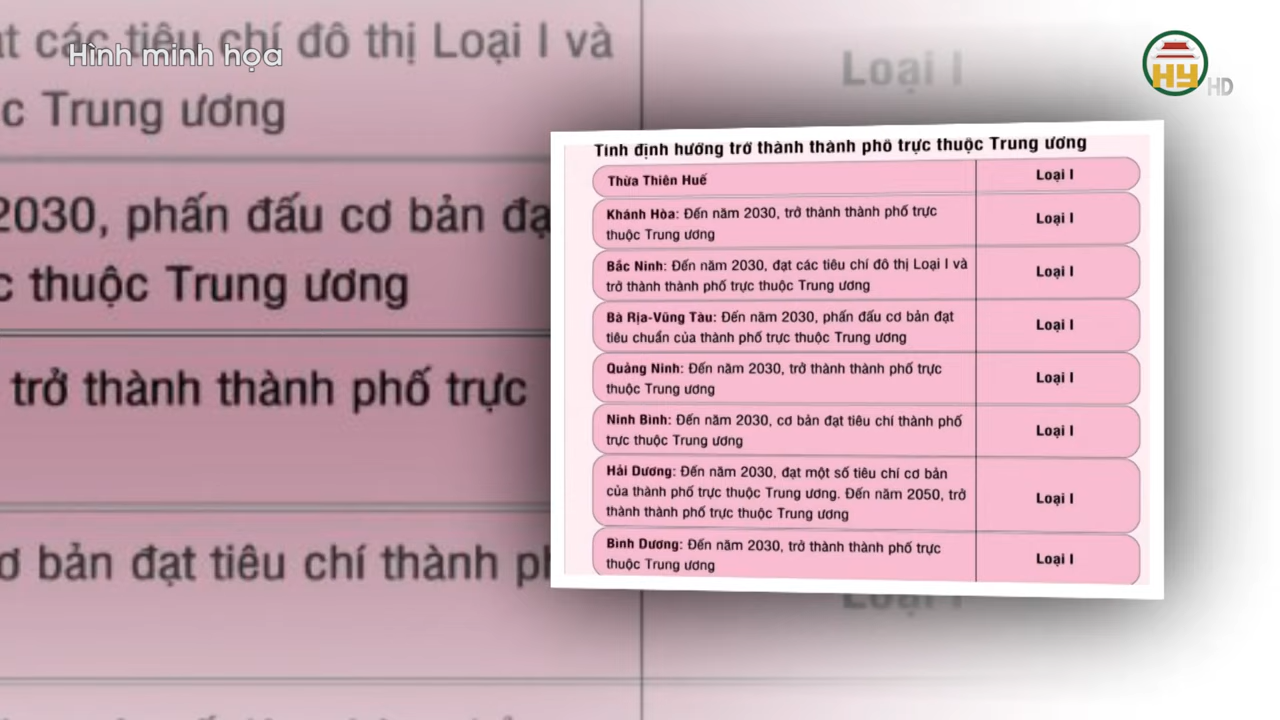 Hình minh họa
HY HD
t các tiêu chí đô thị Loại I và
Loại I
c Trung ương
2030, phấn đấu cơ bản đạ
c thuộc Trung ương
trở thành thành phố trực
ơ bản đạt tiêu chí thành ph
Loại I
Tỉnh định hướng trở thành thành phố trực thuộc Trung ương
Thừa Thiên Huế
Loại I
Khánh Hòa: Đến năm 2030, trở thành thành phố trực
thuộc Trung ương
Loại I
Bắc Ninh: Đến năm 2030, đạt các tiêu chí đô thị Loại I và
trở thành thành phố trực thuộc Trung ương
Loại I
Bà Rịa-Vũng Tàu: Đến năm 2030, phấn đấu cơ bản đạt
tiêu chuẩn của thành phố trực thuộc Trung ương
Loại I
Quảng Ninh: Đến năm 2030, trở thành thành phố trực
thuộc Trung ương
Loại I
Ninh Bình: Đến năm 2030, cơ bản đạt tiêu chí thành phố
trực thuộc Trung ương
Loại I
Hải Dương: Đến năm 2030, đạt một số tiêu chí cơ bản
của thành phố trực thuộc Trung ương. Đến năm 2050, trở
thành thành phố trực thuộc Trung ương
Loại I
Bình Dương: Đến năm 2030, trở thành thành phố trực
thuộc Trung ương
Loại I